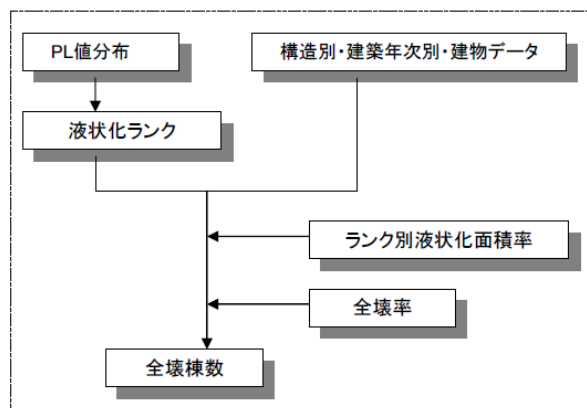 PL値分布
構造別・建築年次別・建物データ
液状化ランク
ランク別液状化面積率
全壊率
全壊棟数